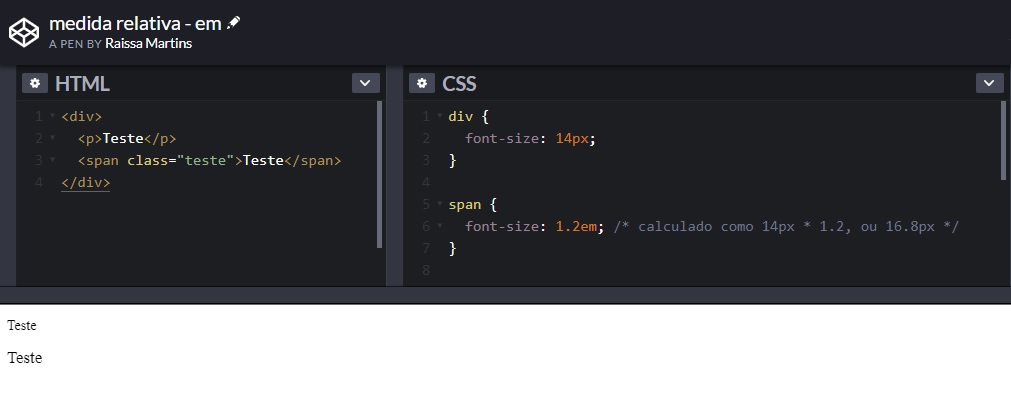 medida relativa - em
A PEN BY Raissa Martins
HTML
1 <div>
2   <p>Teste</p>
3   <span class="teste">Teste</span>
4 </div>
CSS
1 div {
2   font-size: 14px;
3 }
4
5 span {
6   font-size: 1.2em; /* calculado como 14px * 1.2, ou 16.8px */
7 }
8
Teste
Teste